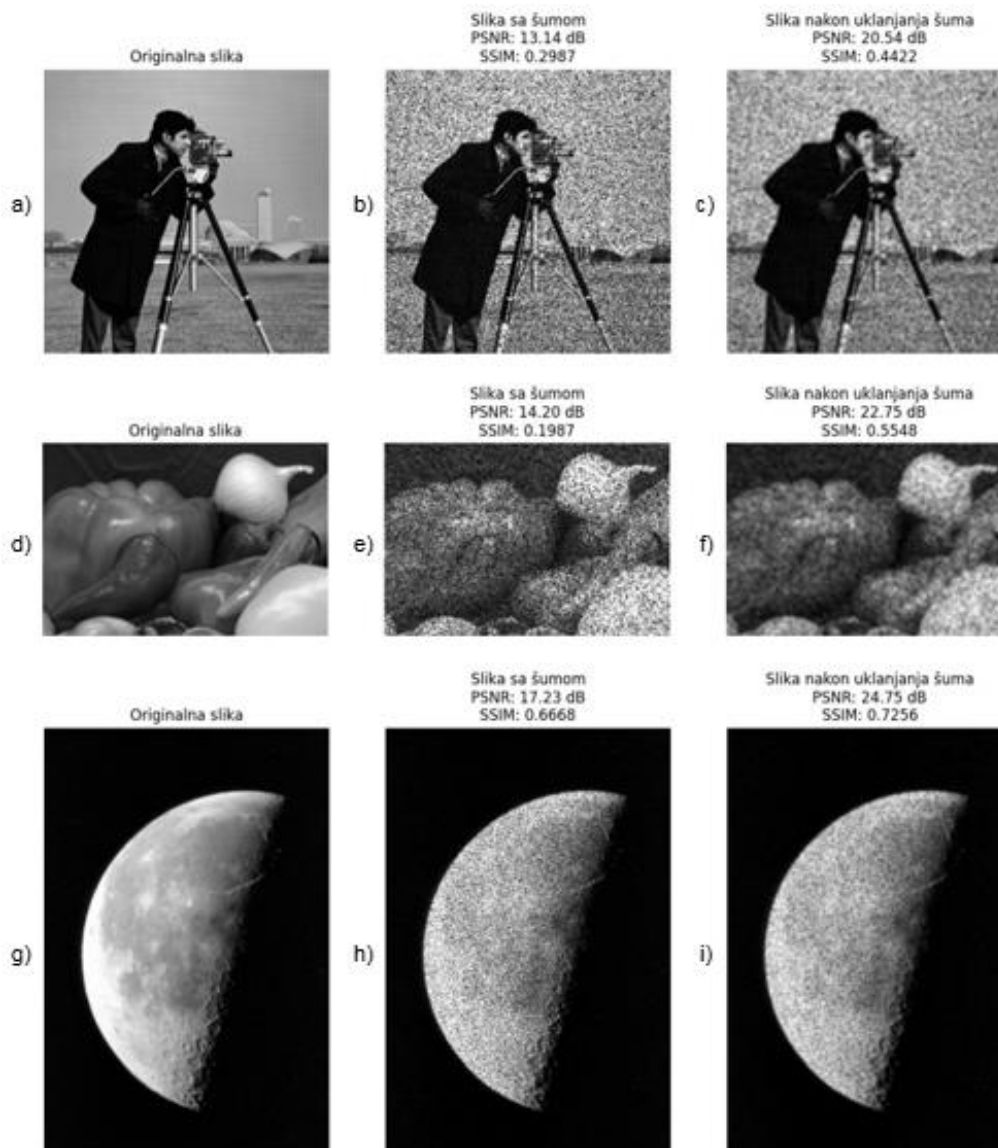 Originalna slika
Slika sa šumom
PSNR: 13.14 dB
SSIM: 0.2987
Slika nakon uklanjanja šuma
PSNR: 20.54 dB
SSIM: 0.4422
a)
b)
c)
Originalna slika
Slika sa šumom
PSNR: 14.20 dB
SSIM: 0.1987
Slika nakon uklanjanja šuma
PSNR: 22.75 dB
SSIM: 0.5548
d)
e)
f)
Originalna slika
Slika sa šumom
PSNR: 17.23 dB
SSIM: 0.6668
Slika nakon uklanjanja šuma
PSNR: 24.75 dB
SSIM: 0.7256
g)
h)
i)